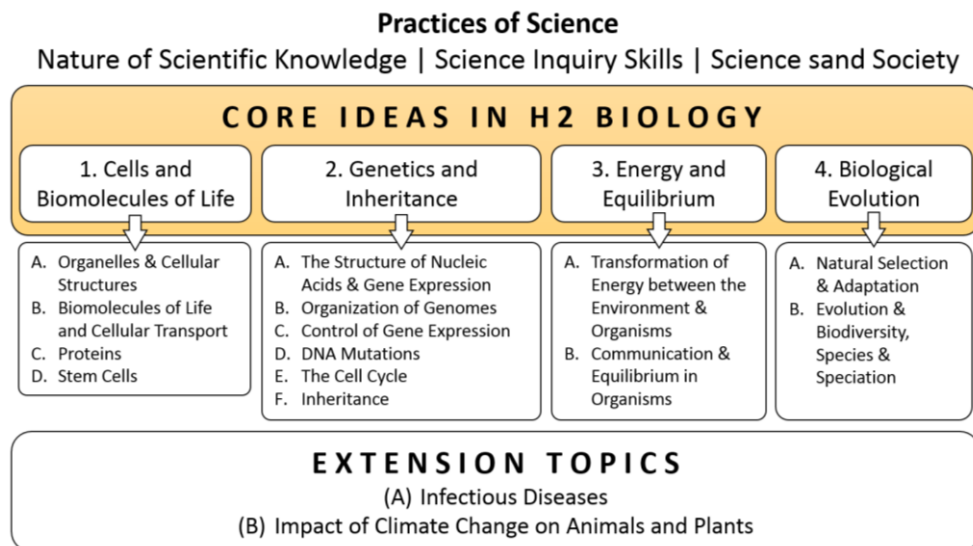 Practices of Science
Nature of Scientific Knowledge | Science Inquiry Skills | Science sand Society
CORE IDEAS IN H2 BIOLOGY
1. Cells and
Biomolecules of Life
2. Genetics and
Inheritance
3. Energy and
Equilibrium
4. Biological
Evolution
A. Organelles & Cellular
Structures
B. Biomolecules of Life
and Cellular Transport
C. Proteins
D. Stem Cells
A. The Structure of Nucleic
Acids & Gene Expression
B. Organization of Genomes
C. Control of Gene Expression
D. DNA Mutations
E. The Cell Cycle
F. Inheritance
A. Transformation of
Energy between the
Environment &
Organisms
B. Communication &
Equilibrium in
Organisms
A. Natural Selection
& Adaptation
B. Evolution &
Biodiversity,
Species &
Speciation
EXTENSION TOPICS
(A) Infectious Diseases
(B) Impact of Climate Change on Animals and Plants